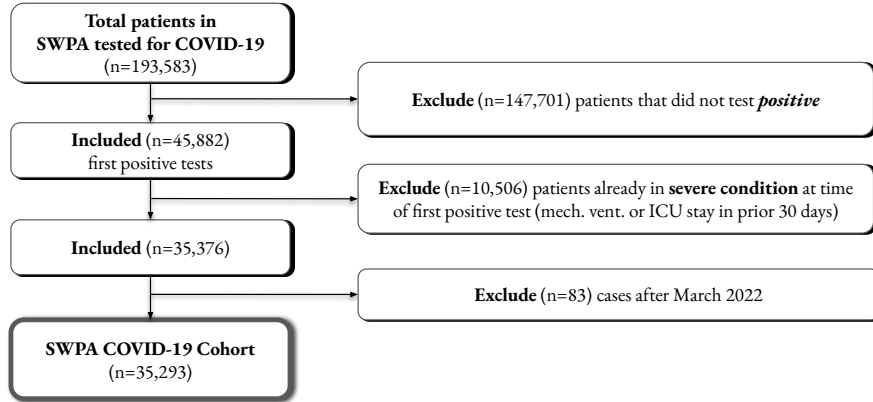 Total patients in
SWPA tested for COVID-19
(n=193,583)
Exclude (n=147,701) patients that did not test positive
Included (n=45,882)
first positive tests
Exclude (n=10,506) patients already in severe condition at time
of first positive test (mech. vent. or ICU stay in prior 30 days)
Included (n=35,376)
Exclude (n=83) cases after March 2022
SWPA COVID-19 Cohort
(n=35,293)